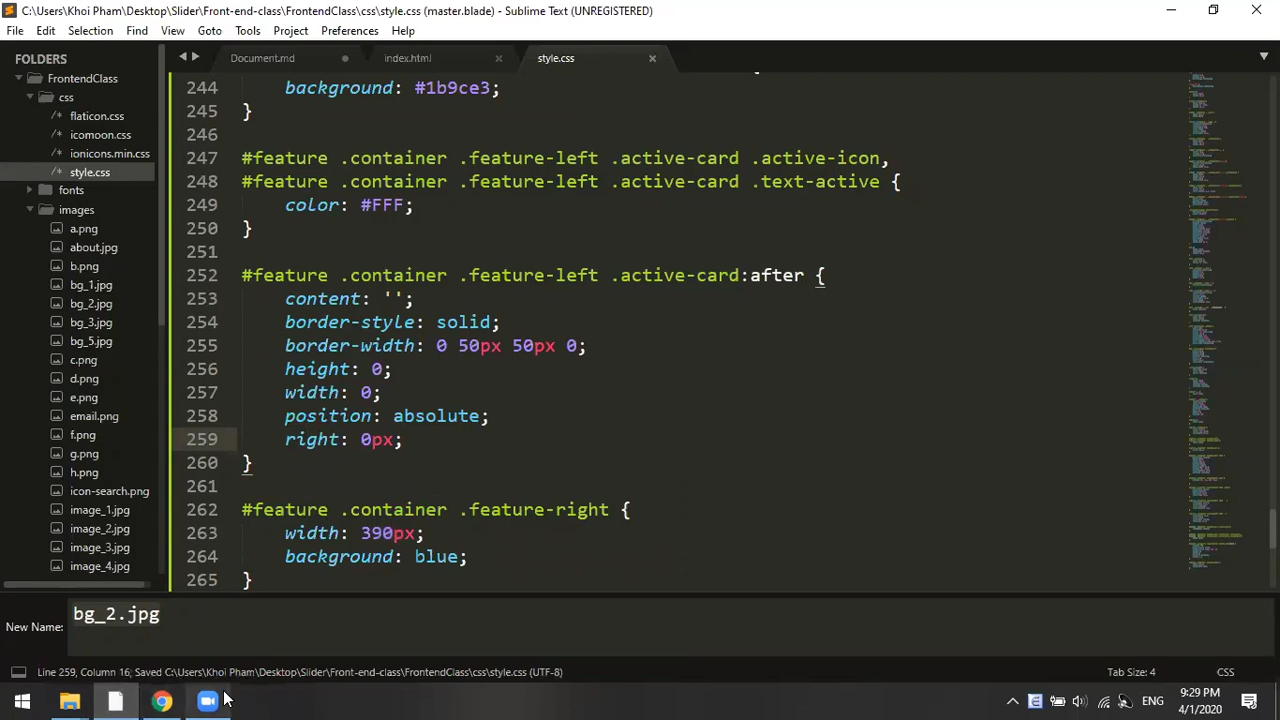 C:\Users\Khoi Pham\Desktop\Slider\Front-end-class\FrontendClass\css\style.css (master.blade) - Sublime Text (UNREGISTERED)
File Edit Selection Find View Goto Tools Project Preferences Help
FOLDERS
FrontendClass
css
/* flaticon.css
/* icomoon.css
/* ionicons.min.css
/* style.css
fonts
images
a.png
about.jpg
b.png
bg_1.jpg
bg_2.jpg
bg_3.jpg
bg_5.jpg
c.png
d.png
e.png
email.png
f.png
g.png
h.png
icon-search.png
image_1.jpg
image_2.jpg
image_3.jpg
image_4.jpg
Document.md index.html style.css
{
244 background: #1b9ce3;
245 }
246
247 #feature .container .feature-left .active-card .active-icon,
248 #feature .container .feature-left .active-card .text-active {
249 color: #FFF;
250 }
251
252 #feature .container .feature-left .active-card:after {
253 content: '';
254 border-style: solid;
255 border-width: 0 50px 50px 0;
256 height: 0;
257 width: 0;
258 position: absolute;
259 right: 0px;
260 }
261
262 #feature .container .feature-right {
263 width: 390px;
264 background: blue;
265 }
New Name: bg_2.jpg
Line 259, Column 16; Saved C:\Users\Khoi Pham\Desktop\Slider\Front-end-class\FrontendClass\css\style.css (UTF-8) Tab Size: 4 CSS
ENG
9:29 PM
4/1/2020